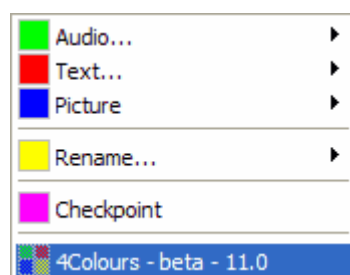 Audio...
Text...
Picture
Rename...
Checkpoint
4Colours - beta - 11.0